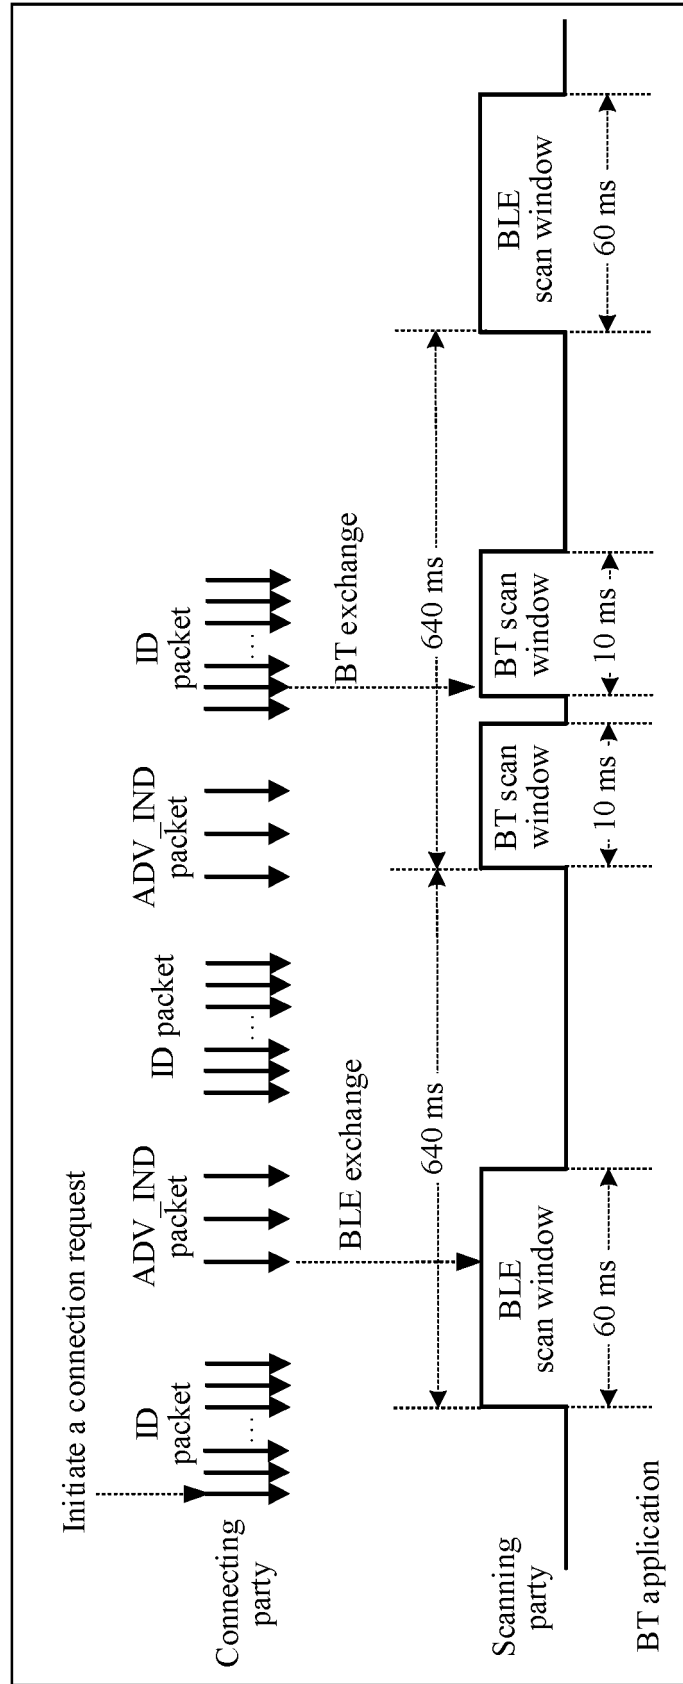 Initiate a connection request
ID
packet
ADV_IND
packet
ID packet
ADV_IND
packet
ID
packet
...
...
...
Connecting
party
BLE exchange
BT exchange
640 ms
640 ms
Scanning
party
BLE
scan window
BT scan
window
BT scan
window
BLE
scan window
60 ms
10 ms
10 ms
60 ms
BT application